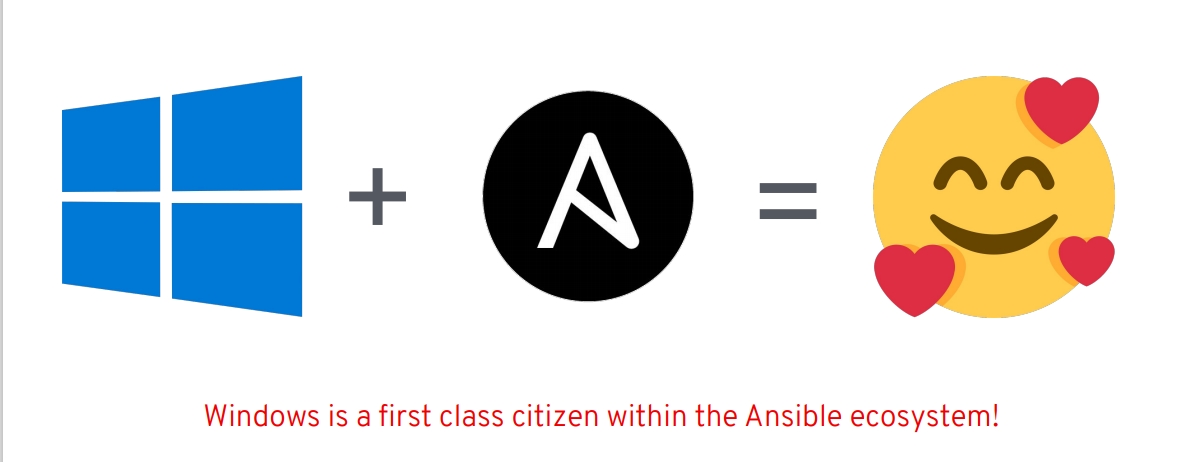 + =
Windows is a first class citizen within the Ansible ecosystem!